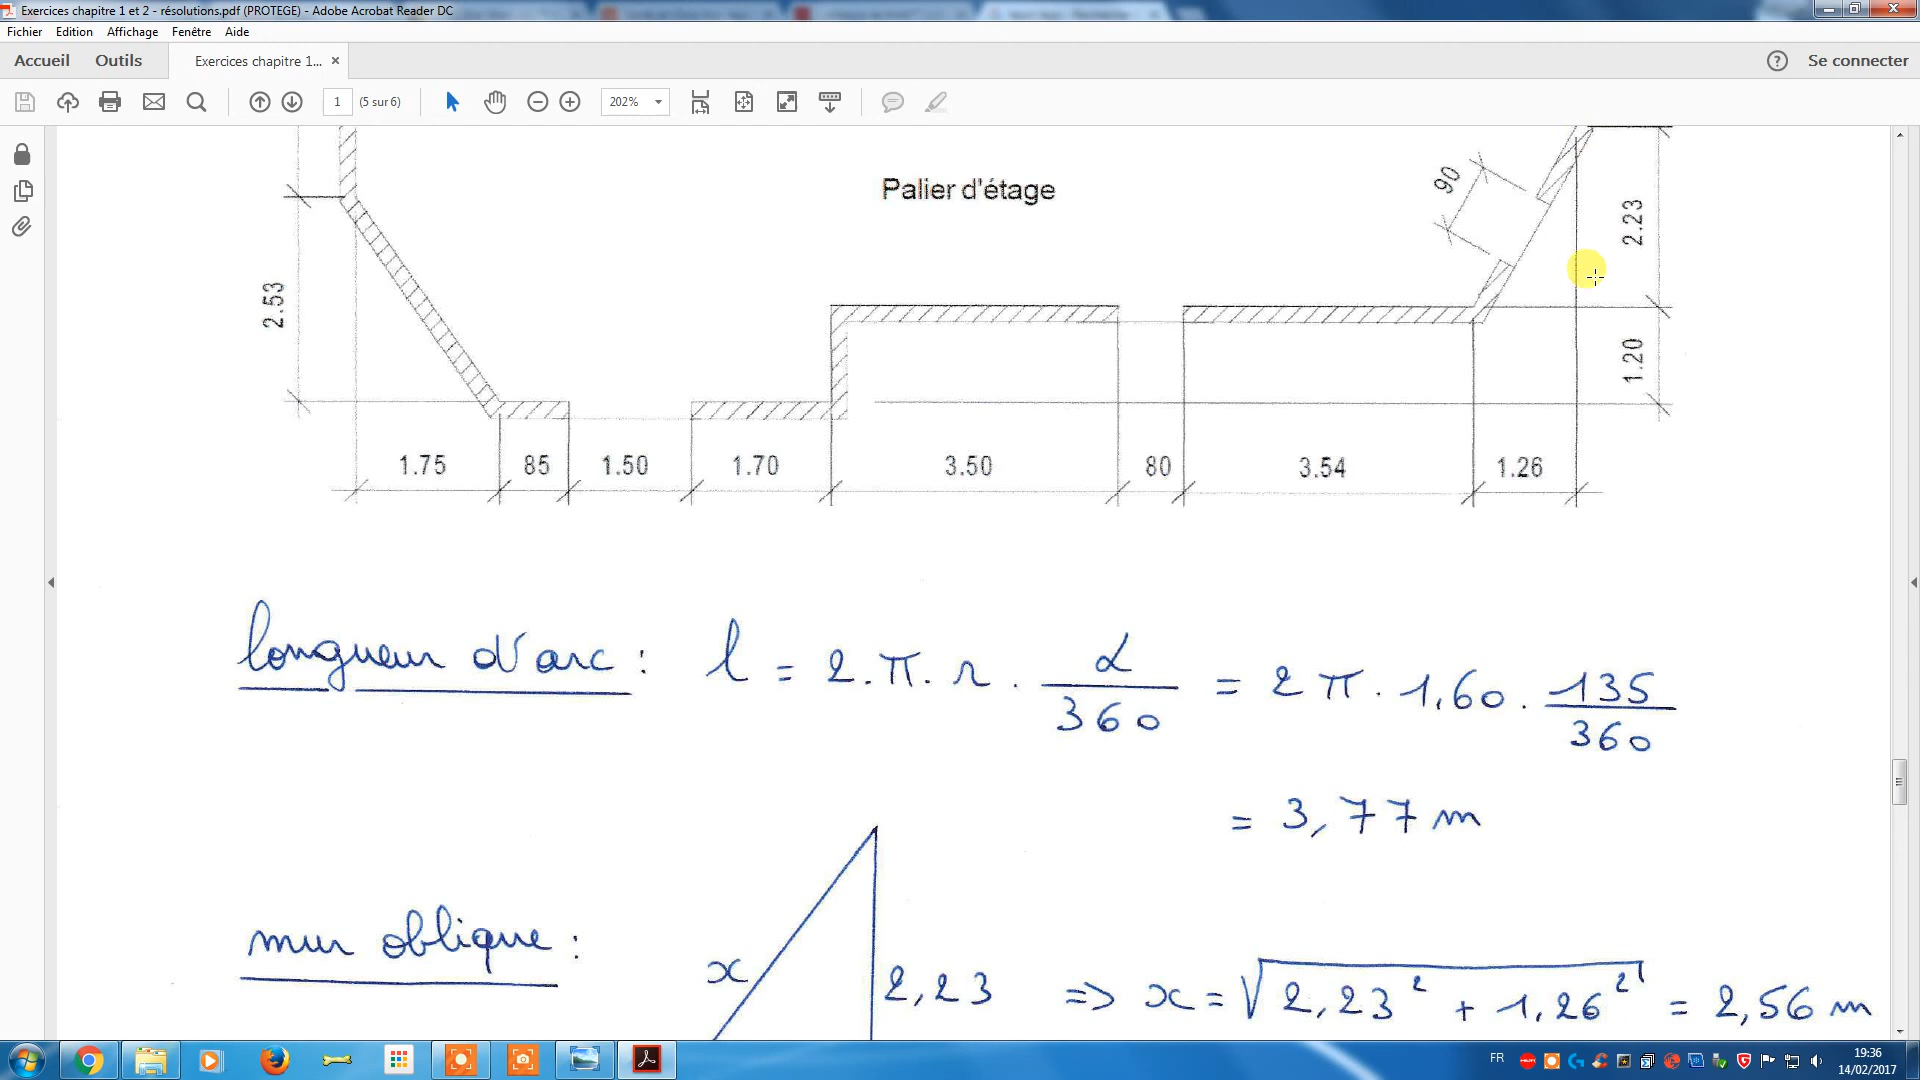 Exercices chapitre 1 et 2 - résolutions.pdf (PROTEGE) - Adobe Acrobat Reader DC
Fichier Edition Affichage Fenêtre Aide
Accueil Outils Exercices chapitre 1... × ? Se connecter
1 (5 sur 6) 202%
Palier d'étage
90
2.23
2.53
1.20
1.75 85 1.50 1.70 3.50 80 3.54 1.26
longueur d'arc : l = 2 . π . r . α/360 = 2 π . 1,60 . 135/360
= 3,77 m
mur oblique :
x 2,23 => x = √2,23² + 1,26² = 2,56 m
FR 19:36
14/02/2017